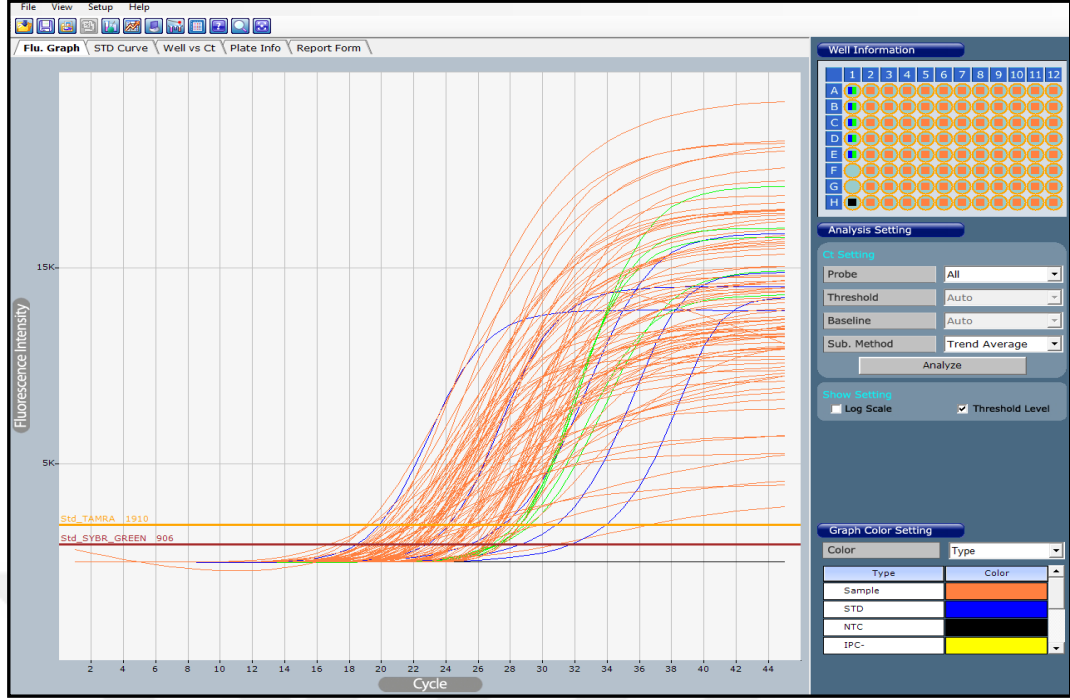 File View Setup Help
Flu. Graph STD Curve Well vs Ct Plate Info Report Form
Well Information
1 2 3 4 5 6 7 8 9 10 11 12
A
B
C
D
E
F
G
H
Analysis Setting
Ct Setting
Probe All
Threshold Auto
Baseline Auto
Sub. Method Trend Average
Analyze
Show Setting
Log Scale Threshold Level
Graph Color Setting
Color Type
Type Color
Sample
STD
NTC
IPC-
Fluorescence Intensity
15K
5K
Std_TAMRA 1910
Std_SYBR_GREEN 906
2 4 6 8 10 12 14 16 18 20 22 24 26 28 30 32 34 36 38 40 42 44
Cycle